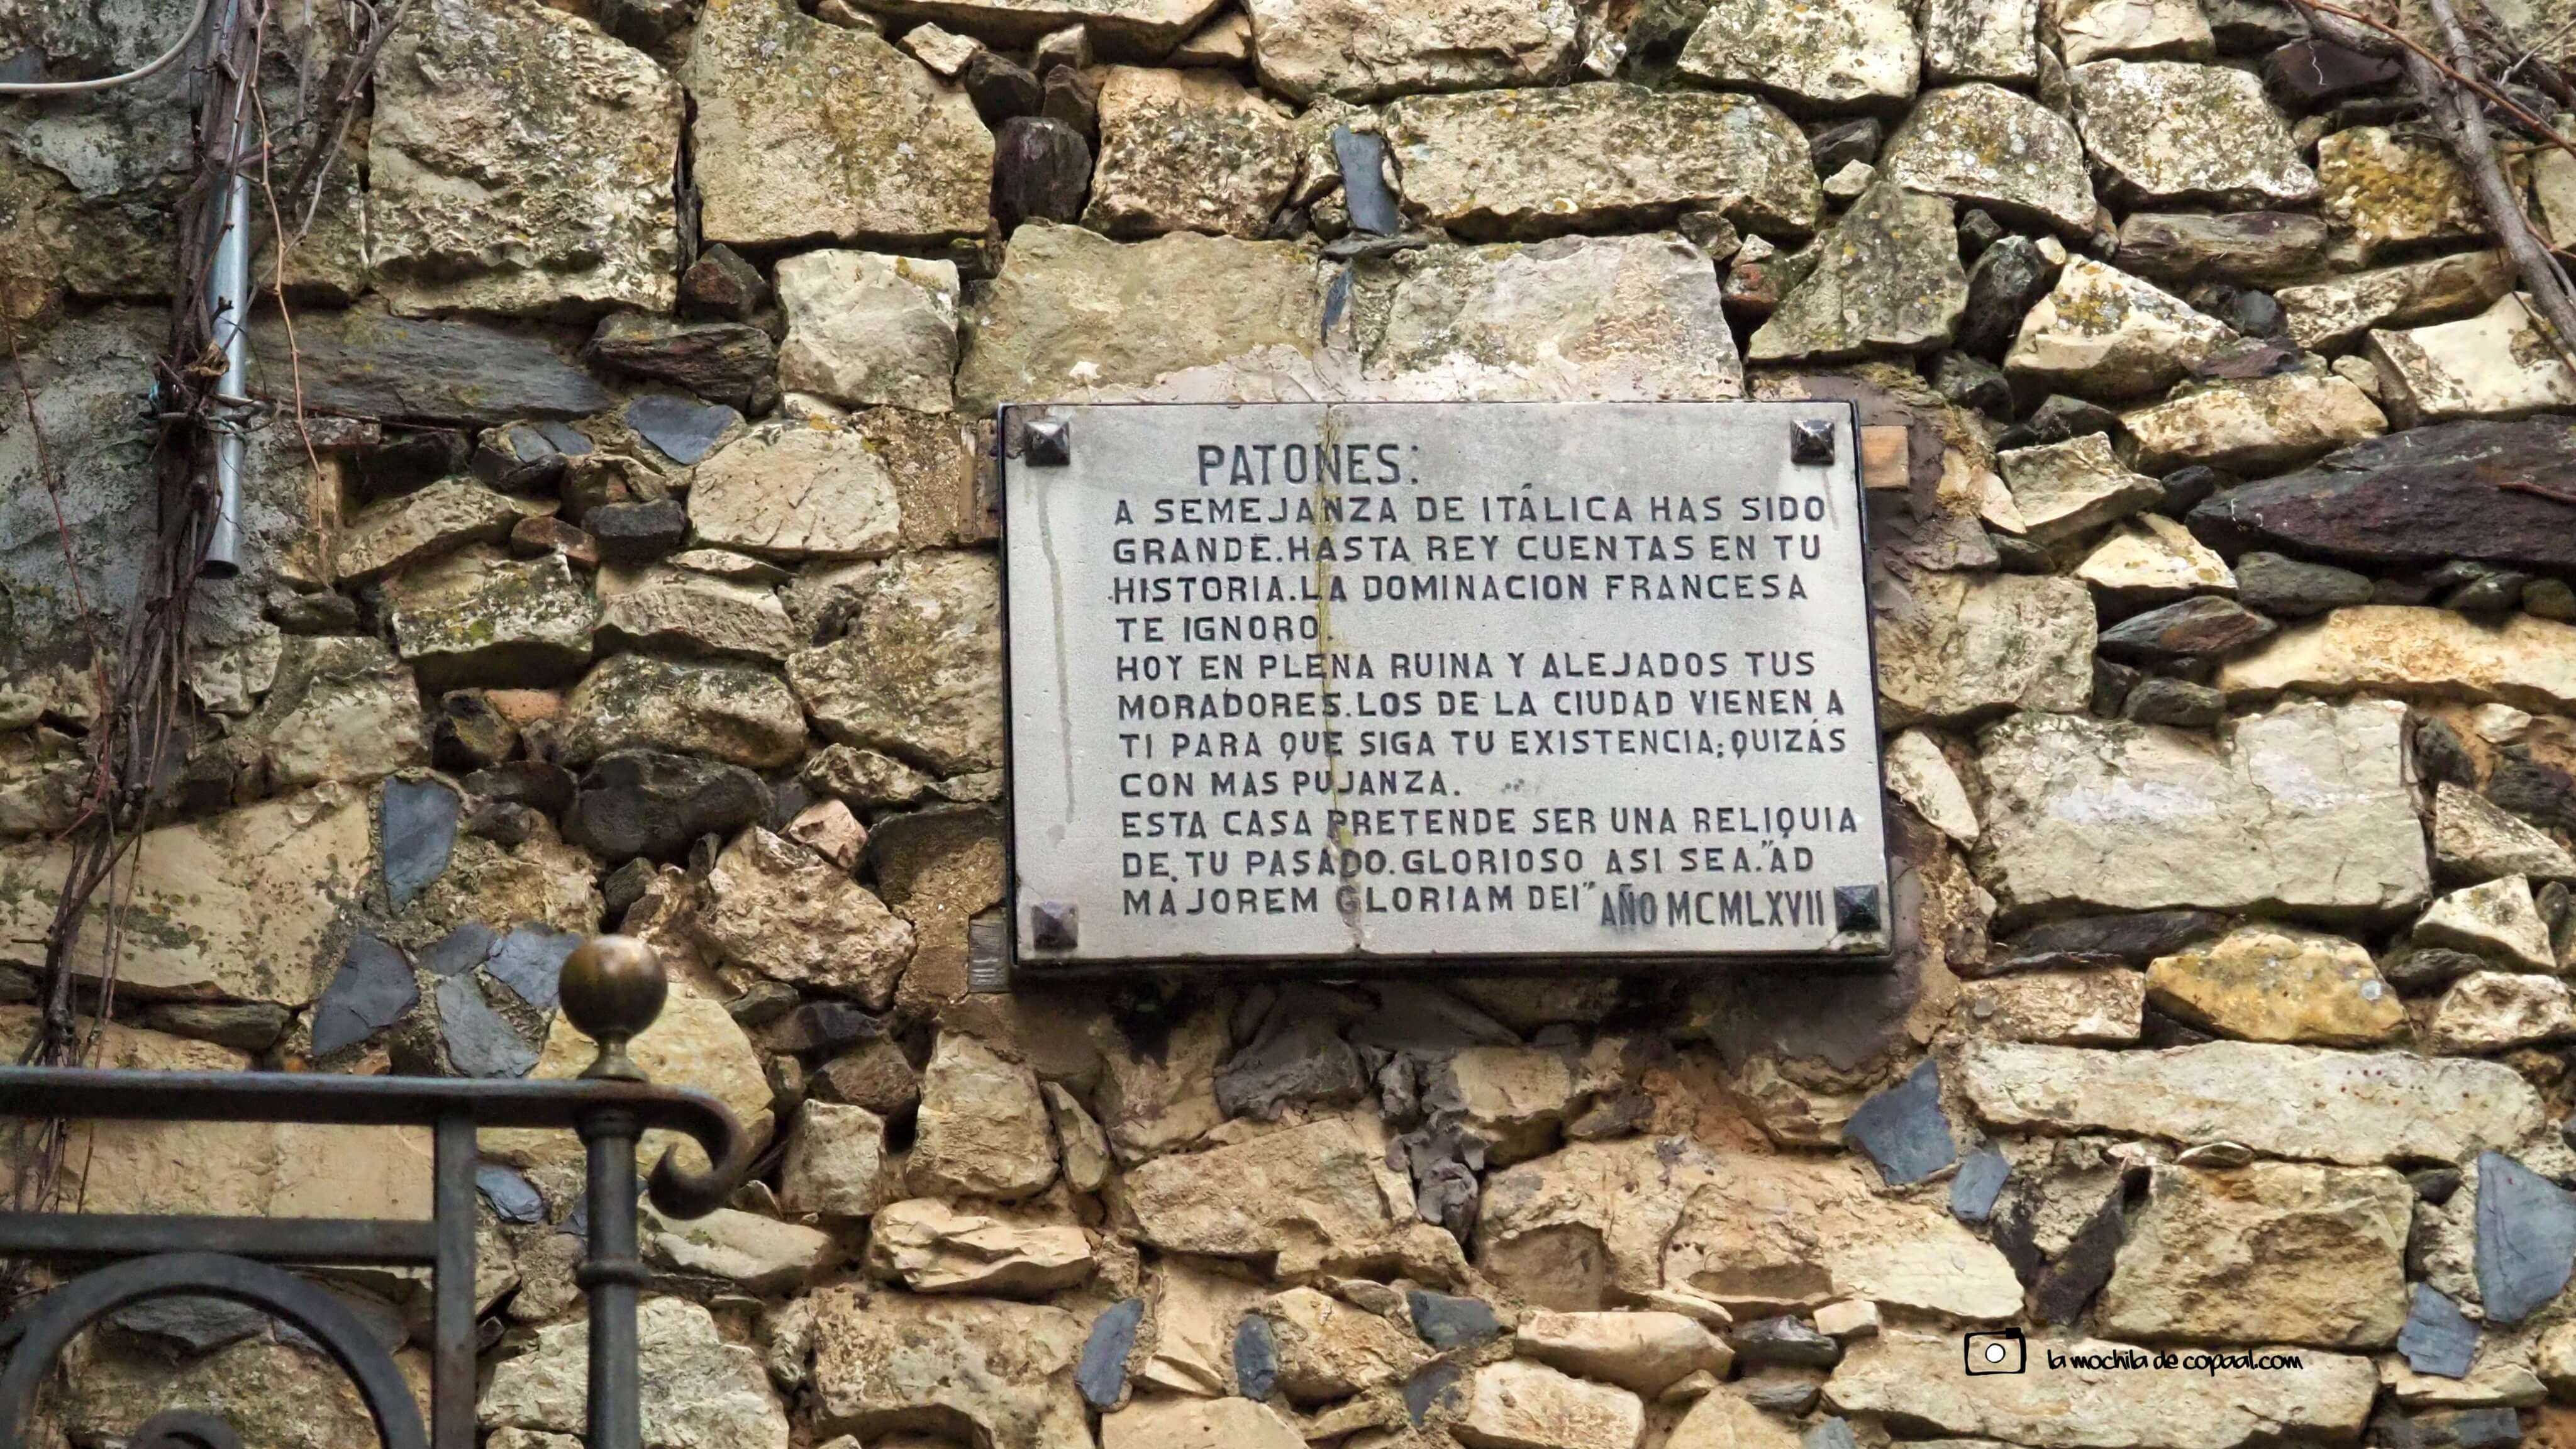 PATONES:
A SEMEJANZA DE ITÁLICA HAS SIDO
GRANDE.HASTA REY CUENTAS EN TU
HISTORIA.LA DOMINACION FRANCESA
TE IGNORO.
HOY EN PLENA RUINA Y ALEJADOS TUS
MORADORES.LOS DE LA CIUDAD VIENEN A
TI PARA QUE SIGA TU EXISTENCIA;QUIZÁS
CON MAS PUJANZA.
ESTA CASA PRETENDE SER UNA RELIQUIA
DE TU PASADO.GLORIOSO ASI SEA."AD
MAJOREM GLORIAM DEI" AÑO MCMLXVII
la mochila de copaal.com